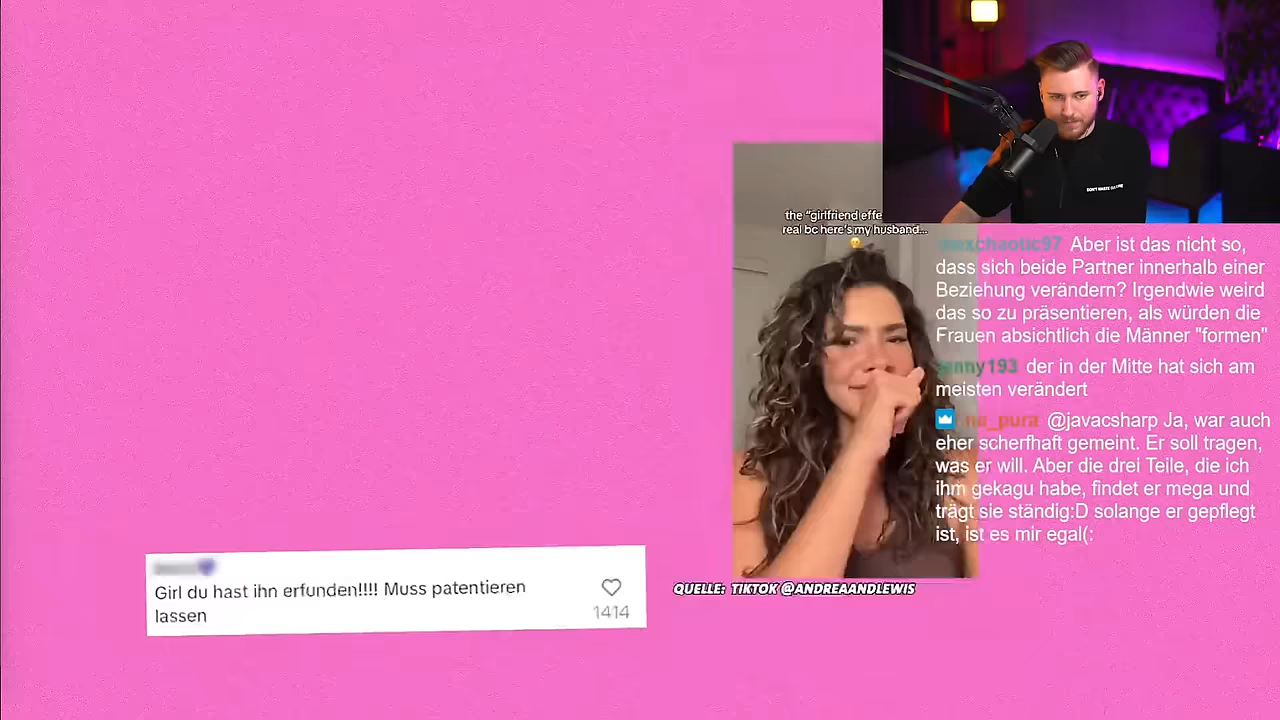 the "girlfriend effe
real bc here's my husband...
Aber ist das nicht so,
dass sich beide Partner innerhalb einer
Beziehung verändern? Irgendwie weird
das so zu präsentieren, als würden die
Frauen absichtlich die Männer "formen"
der in der Mitte hat sich am
meisten verändert
@javacsharp Ja, war auch
eher scherfhaft gemeint. Er soll tragen,
was er will. Aber die drei Teile, die ich
ihm gekagu habe, findet er mega und
trägt sie ständig:D solange er gepflegt
ist, ist es mir egal(:
Girl du hast ihn erfunden!!!! Muss patentieren
lassen
1414
QUELLE: TIKTOK @ANDREAANDLEWIS